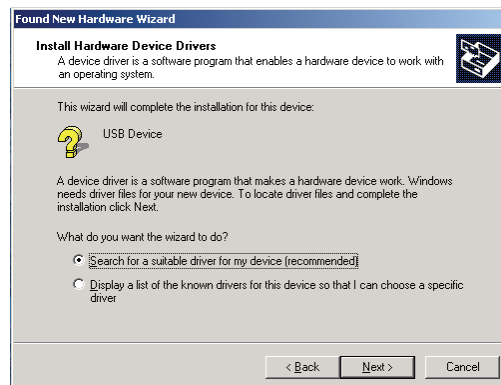 Found New Hardware Wizard
Install Hardware Device Drivers
A device driver is a software program that enables a hardware device to work with
an operating system.
This wizard will complete the installation for this device:
USB Device
A device driver is a software program that makes a hardware device work. Windows
needs driver files for your new device. To locate driver files and complete the
installation click Next.
What do you want the wizard to do?
Search for a suitable driver for my device (recommended)
Display a list of the known drivers for this device so that I can choose a specific
driver
< Back Next > Cancel